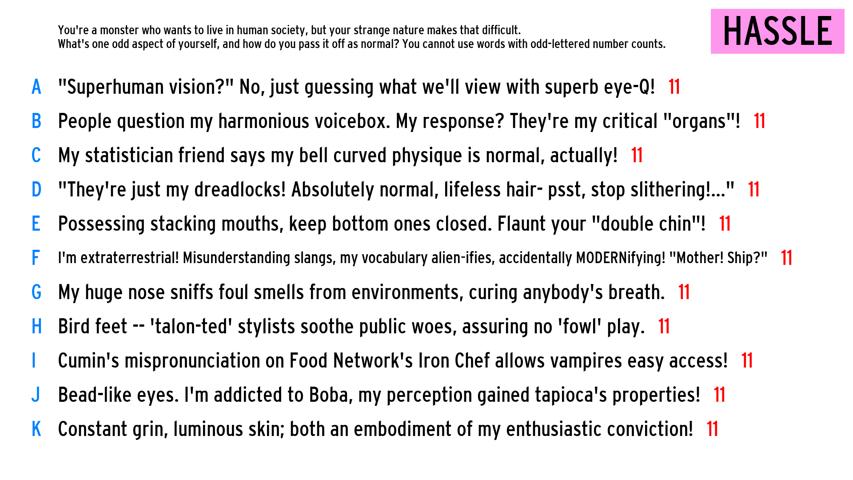 You're a monster who wants to live in human society, but your strange nature makes that difficult.
What's one odd aspect of yourself, and how do you pass it off as normal? You cannot use words with odd-lettered number counts.
HASSLE
A "Superhuman vision?" No, just guessing what we'll view with superb eye-Q! 11
B People question my harmonious voicebox. My response? They're my critical "organs"! 11
C My statistician friend says my bell curved physique is normal, actually! 11
D "They're just my dreadlocks! Absolutely normal, lifeless hair- psst, stop slithering!..." 11
E Possessing stacking mouths, keep bottom ones closed. Flaunt your "double chin"! 11
F I'm extraterrestrial! Misunderstanding slangs, my vocabulary alien-ifies, accidentally MODERNifying! "Mother! Ship?" 11
G My huge nose sniffs foul smells from environments, curing anybody's breath. 11
H Bird feet -- 'talon-ted' stylists soothe public woes, assuring no 'fowl' play. 11
I Cumin's mispronunciation on Food Network's Iron Chef allows vampires easy access! 11
J Bead-like eyes. I'm addicted to Boba, my perception gained tapioca's properties! 11
K Constant grin, luminous skin; both an embodiment of my enthusiastic conviction! 11